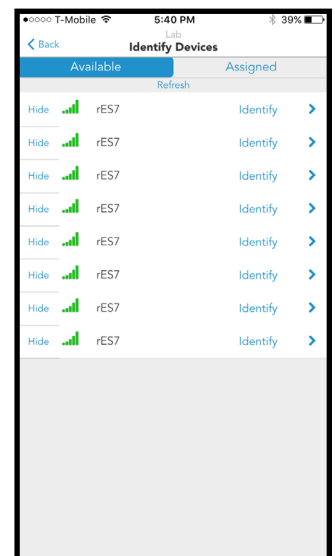 T-Mobile 5:40 PM 39%
Lab
Back Identify Devices
Available Assigned
Refresh
Hide rES7 Identify
Hide rES7 Identify
Hide rES7 Identify
Hide rES7 Identify
Hide rES7 Identify
Hide rES7 Identify
Hide rES7 Identify
Hide rES7 Identify